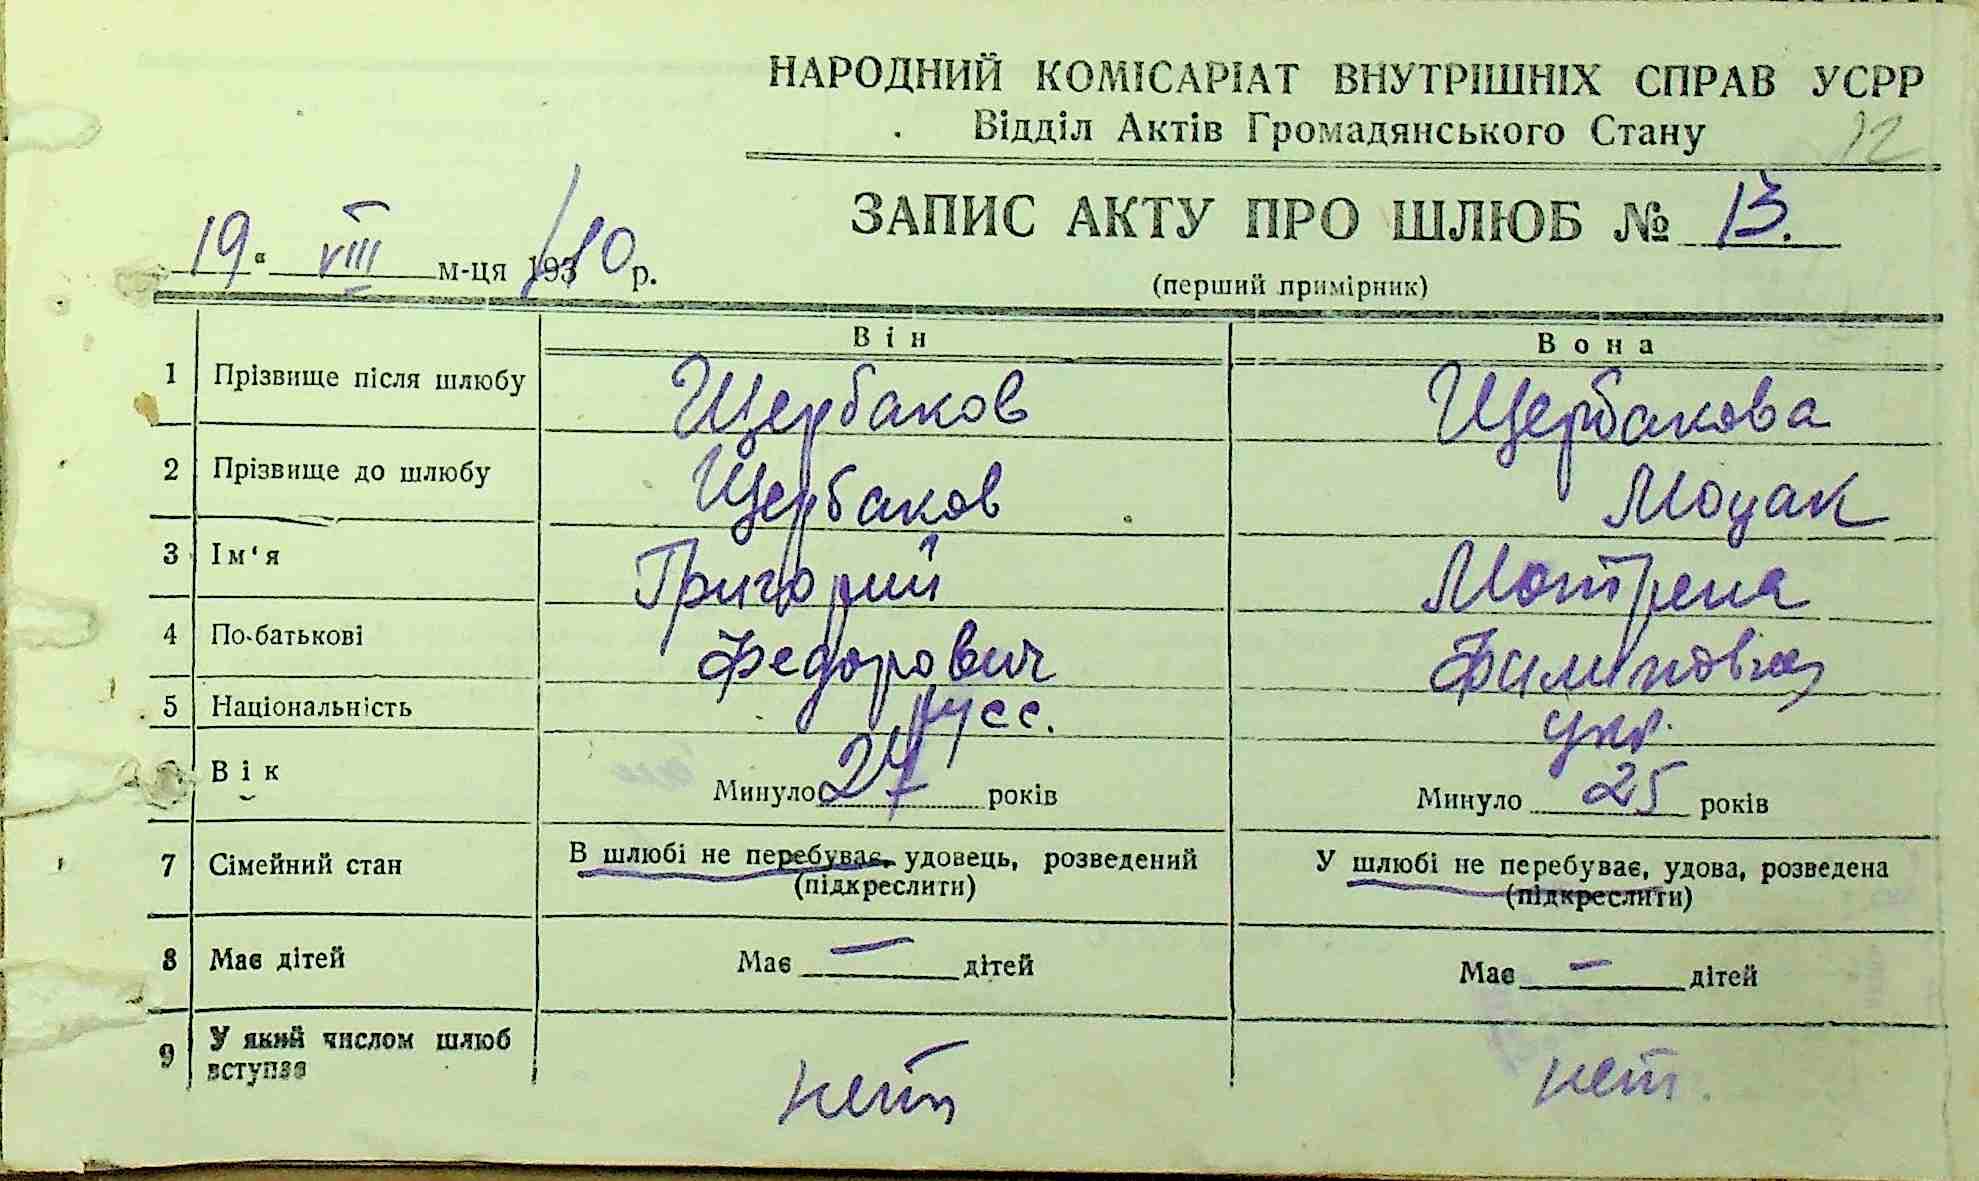 НАРОДНИЙ КОМІСАРІАТ ВНУТРІШНІХ СПРАВ УСРР
Відділ Актів Громадянського Стану
12
ЗАПИС АКТУ ПРО ШЛЮБ № 13.
19 " VIII м-ця р.
(перший примірник)
Він Вона
1 Прізвище після шлюбу Щербаков Щербакова
2 Прізвище до шлюбу Щербаков Моцак
3 Ім'я Григорий Мотрена
4 По-батькові Федорович Филиповна
5 Національність русс. укр.
Вік Минуло 27 років Минуло 25 років
7 Сімейний стан В шлюбі не перебуває, удовець, розведений У шлюбі не перебуває, удова, розведена
(підкреслити) (підкреслити)
8 Має дітей Має — дітей Має — дітей
9 У який числом шлюб
вступає
нет нет.